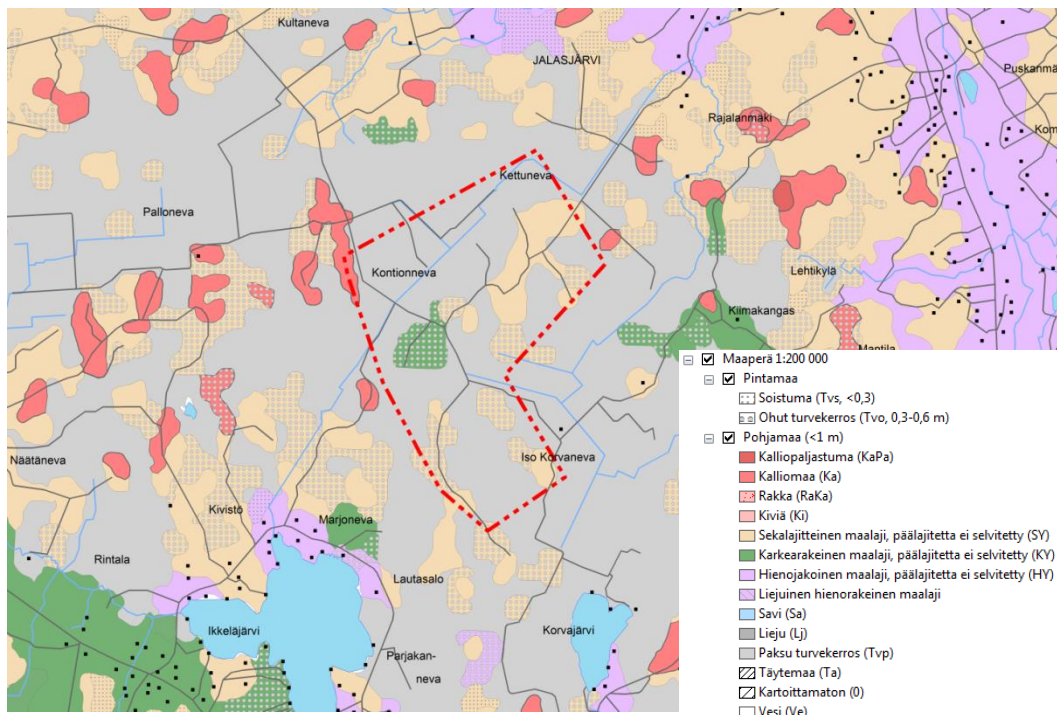 Kultaneva
JALASJÄRVI
Puskanmä
Rajalanmäki
Kom
Kettuneva
Palloneva
Kontionneva
Lehtikylä
Kiimakangas
Mantila
Iso Korvaneva
Näätäneva
Kivistö
Marjoneva
Rintala
Lautasalo
Ikkeläjärvi
Korvajärvi
Parjakan-
neva
Maaperä 1:200 000
Pintamaa
Soistuma (Tvs, <0,3)
Ohut turvekerros (Tvo, 0,3-0,6 m)
Pohjamaa (<1 m)
Kalliopaljastuma (KaPa)
Kalliomaa (Ka)
Rakka (RaKa)
Kiviä (Ki)
Sekalajitteinen maalaji, päälajitetta ei selvitetty (SY)
Karkearakeinen maalaji, päälajitetta ei selvitetty (KY)
Hienojakoinen maalaji, päälajitetta ei selvitetty (HY)
Liejuinen hienorakeinen maalaji
Savi (Sa)
Lieju (Lj)
Paksu turvekerros (Tvp)
Täytemaa (Ta)
Kartoittamaton (0)
Vesi (Ve)